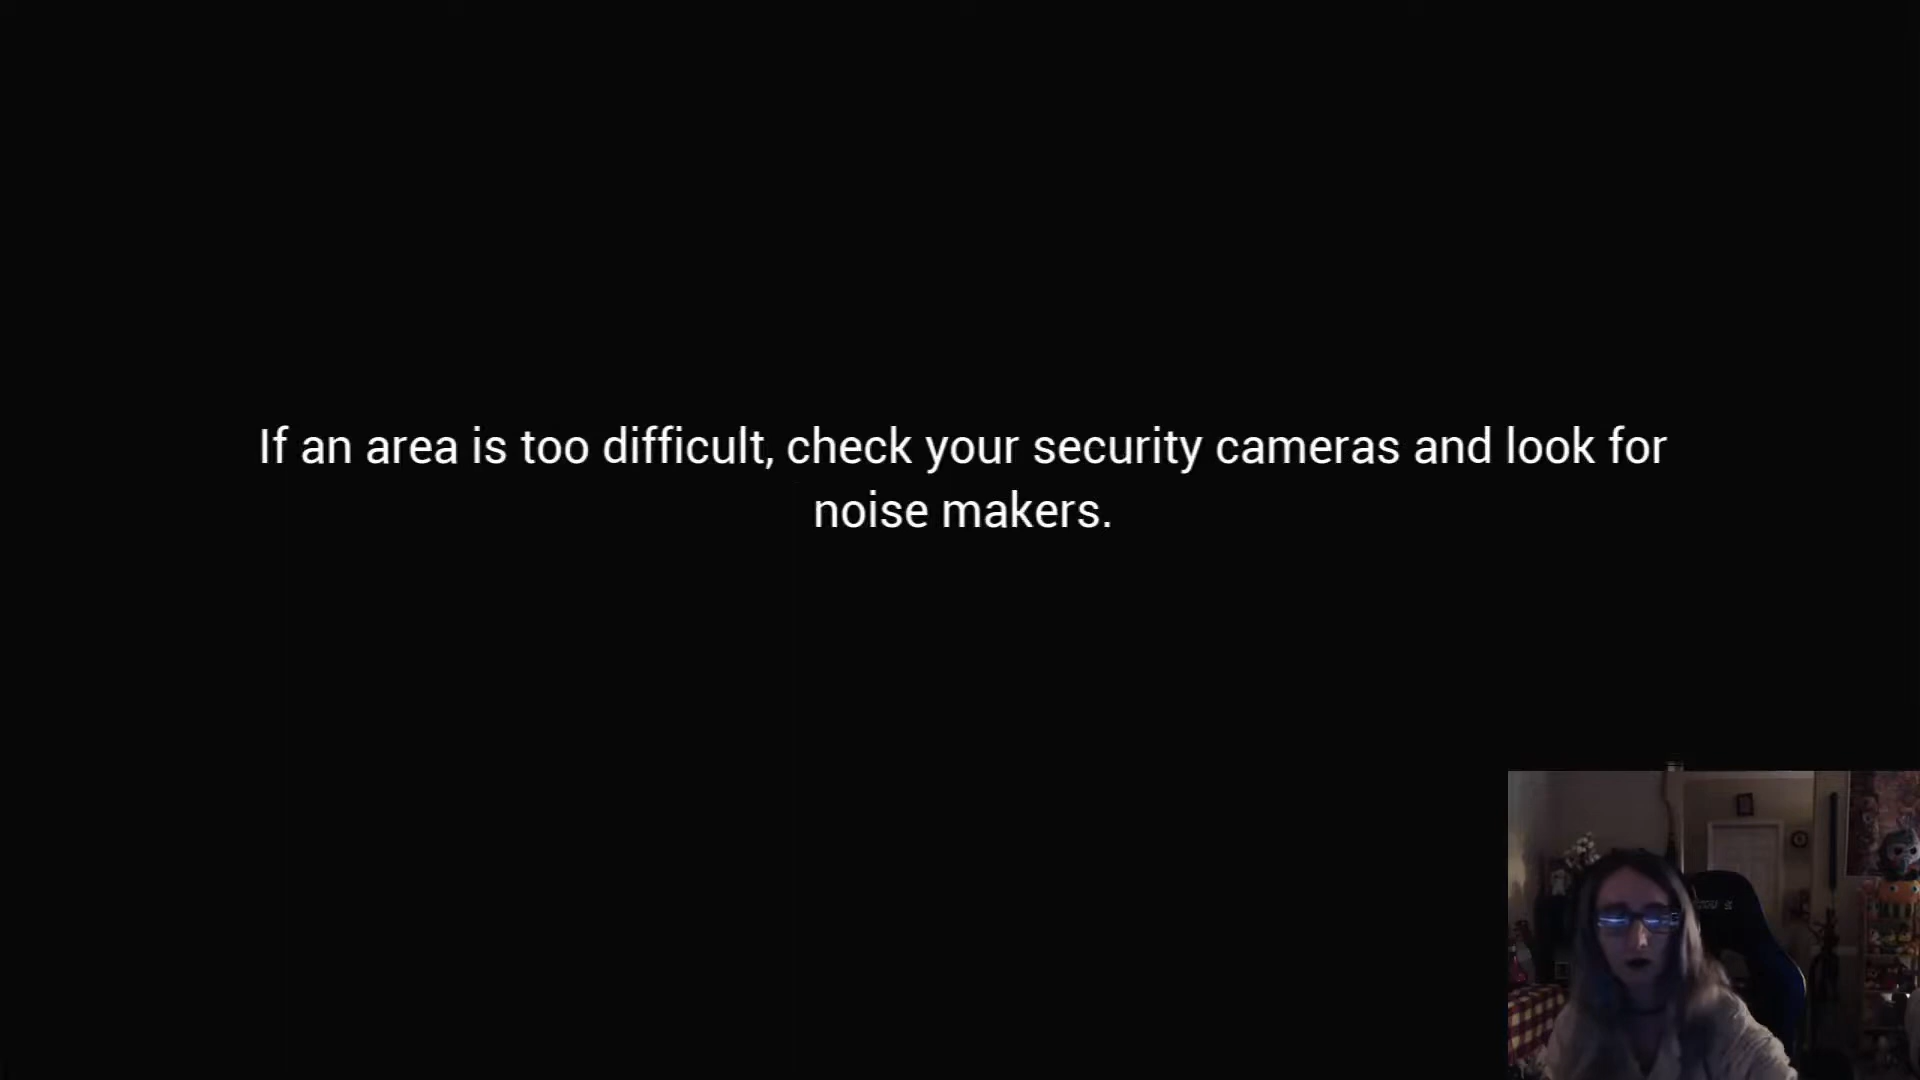 If an area is too difficult, check your security cameras and look for
noise makers.